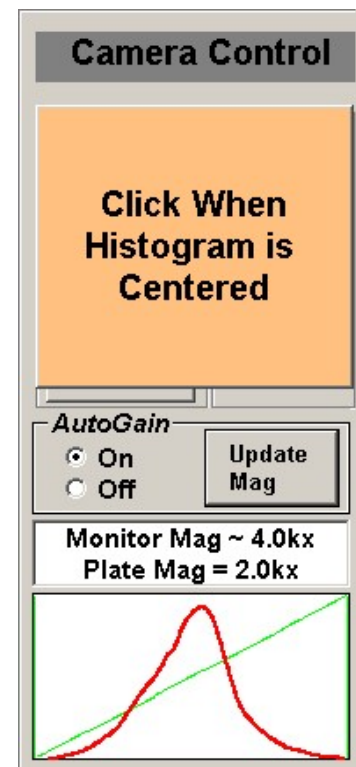 Camera Control
Click When
Histogram is
Centered
AutoGain
On
Off
Update
Mag
Monitor Mag ~ 4.0kx
Plate Mag = 2.0kx